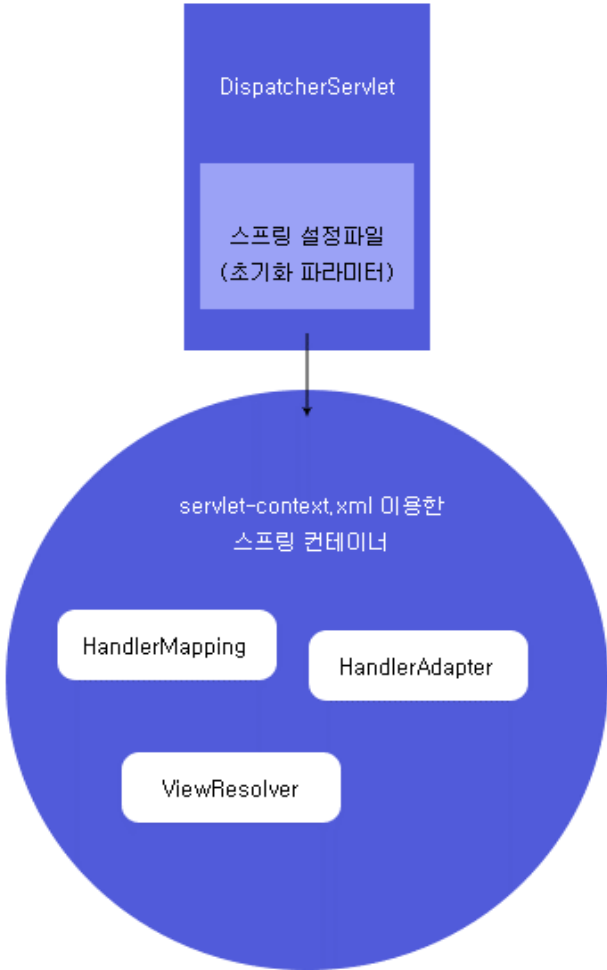 DispatcherServlet
스프링 설정파일
(초기화 파라미터)
servlet-context.xml 이용한
스프링 컨테이너
HandlerMapping
HandlerAdapter
ViewResolver